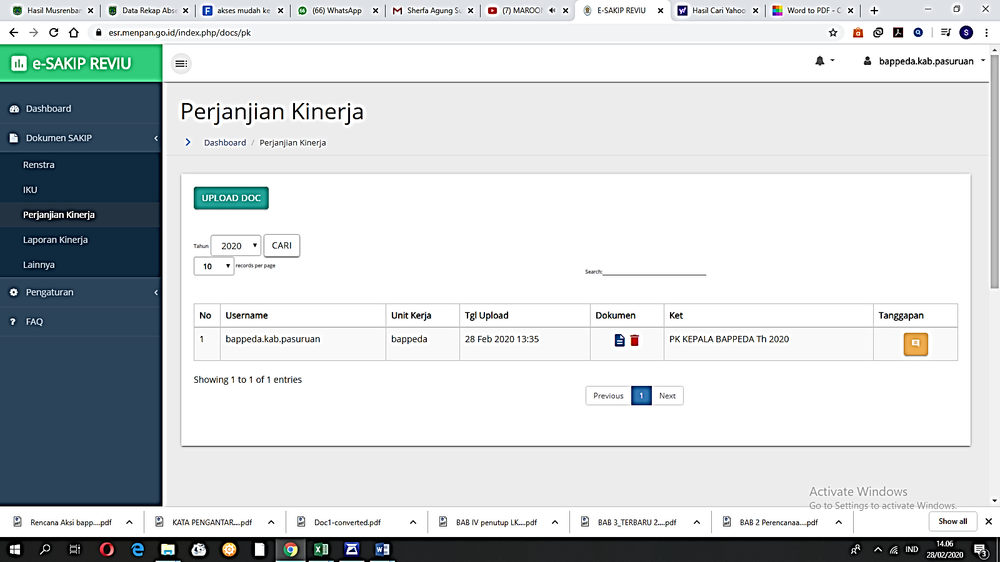 Hasil Musrenban
Data Rekap Abse
akses mudah ke
(66) WhatsApp
Sherfa Agung Su
(7) MAROON
E-SAKIP REVIU
Hasil Cari Yahoo
Word to PDF - C
esr.menpan.go.id/index.php/docs/pk
S
e-SAKIP REVIU
bappeda.kab.pasuruan
Dashboard
Dokumen SAKIP
Renstra
IKU
Perjanjian Kinerja
Laporan Kinerja
Lainnya
Pengaturan
? FAQ
Perjanjian Kinerja
Dashboard / Perjanjian Kinerja
UPLOAD DOC
Tahun 2020 CARI
10 records per page
Search:
No Username Unit Kerja Tgl Upload Dokumen Ket Tanggapan
1 bappeda.kab.pasuruan bappeda 28 Feb 2020 13:35 PK KEPALA BAPPEDA Th 2020
Showing 1 to 1 of 1 entries
Previous 1 Next
Activate Windows
Go to Settings to activate Windows.
Rencana Aksi bapp....pdf
KATA PENGANTAR....pdf
Doc1-converted.pdf
BAB IV penutup LK....pdf
BAB 3_TERBARU 2....pdf
BAB 2 Perencanaa....pdf
Show all
IND
14.06
28/02/2020
3